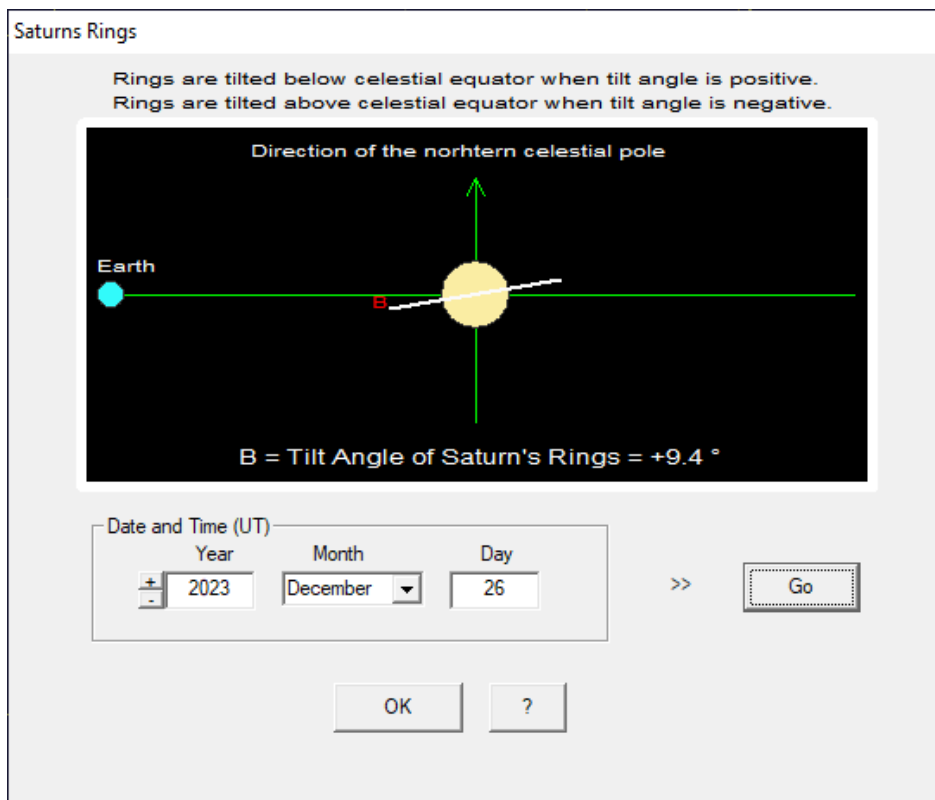 Saturns Rings
Rings are tilted below celestial equator when tilt angle is positive.
Rings are tilted above celestial equator when tilt angle is negative.
Direction of the norhtern celestial pole
Earth
B
B = Tilt Angle of Saturn's Rings = +9.4 °
Date and Time (UT)
Year Month Day
+
-
2023 December 26
>> Go
OK ?